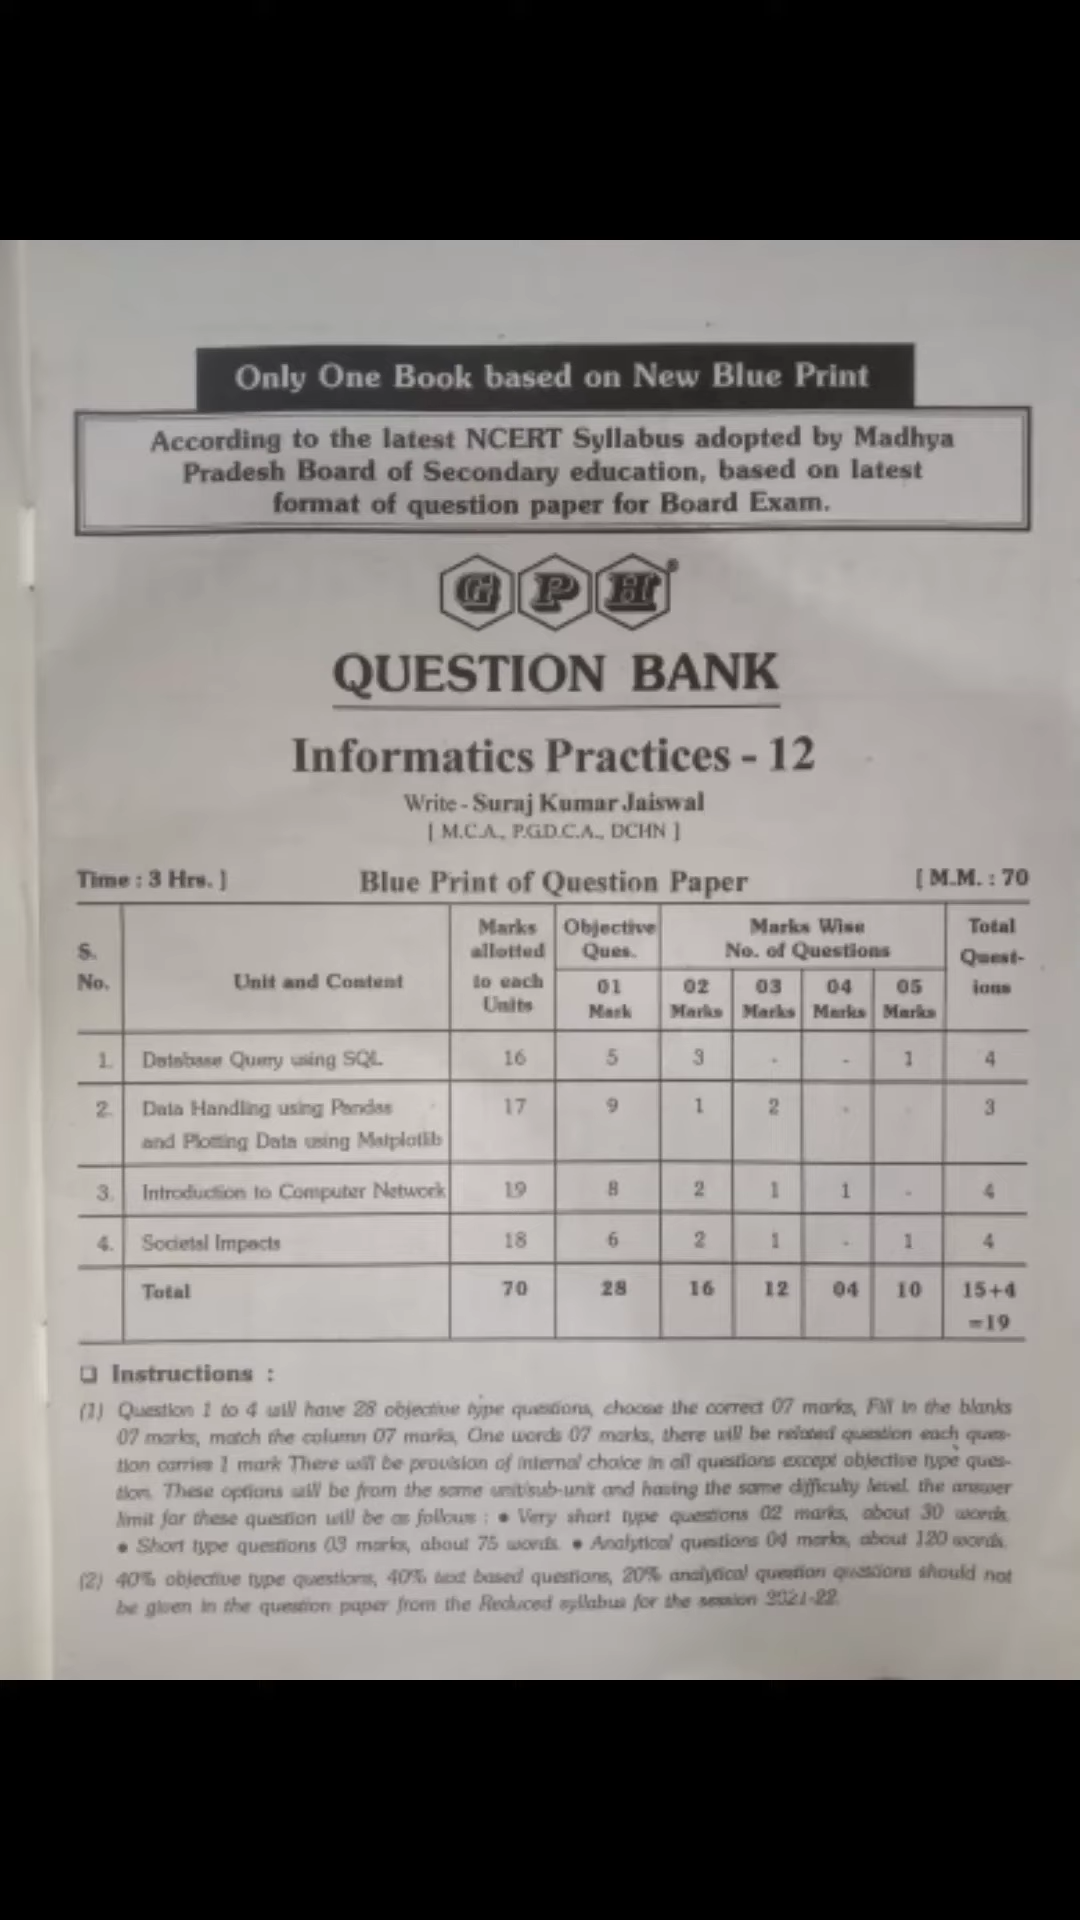 Only One Book based on New Blue Print
According to the latest NCERT Syllabus adopted by Madhya
Pradesh Board of Secondary education, based on latest
format of question paper for Board Exam.
GPH®
QUESTION BANK
Informatics Practices - 12
Write - Suraj Kumar Jaiswal
[ M.C.A., P.G.D.C.A., DCHN ]
Time : 3 Hrs. ] Blue Print of Question Paper [ M.M. : 70
S. No. Unit and Content Marks allotted to each Units Objective Ques. Marks Wise No. of Questions Total Quest-ions
01 Mark 02 Marks 03 Marks 04 Marks 05 Marks
1. Database Query using SQL 16 5 3 - - 1 4
2. Data Handling using Pandas 17 9 1 2 - - 3
and Plotting Data using Matplotlib
3. Introduction to Computer Network 19 8 2 1 1 - 4
4. Societal Impacts 18 6 2 1 - 1 4
Total 70 28 16 12 04 10 15+4
=19
❑ Instructions :
(1) Question 1 to 4 will have 28 objective type questions, choose the correct 07 marks, Fill in the blanks
07 marks, match the column 07 marks, One words 07 marks, there will be related question each ques-
tion carries 1 mark There will be provision of internal choice in all questions except objective type ques-
tion. These options will be from the same unit/sub-unit and having the same difficulty level. the answer
limit for these question will be as follows : • Very short type questions 02 marks, about 30 words.
• Short type questions 03 marks, about 75 words. • Analytical questions 04 marks, about 120 words.
(2) 40% objective type questions, 40% text based questions, 20% analytical question questions should not
be given in the question paper from the Reduced syllabus for the session 2021-22.